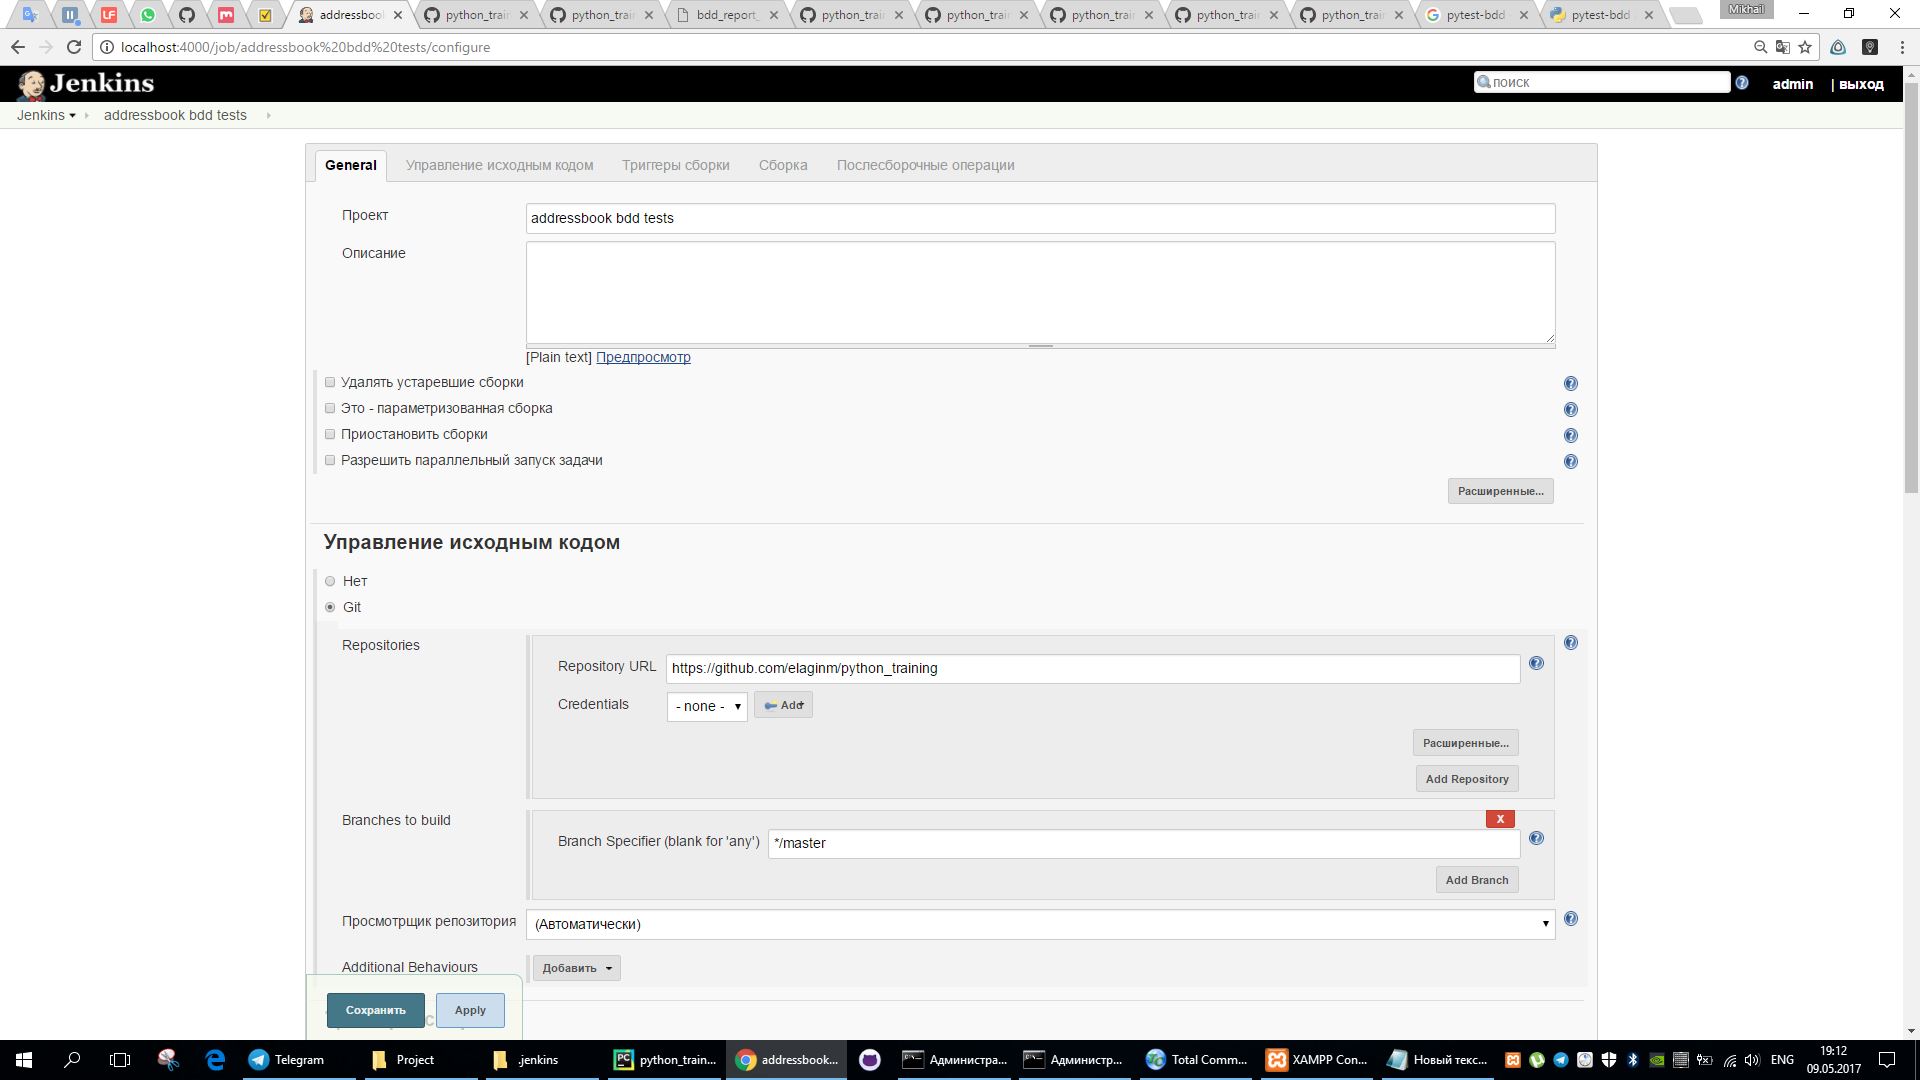 addressboo
python_trai
python_trai
bdd_report_
python_trai
python_trai
python_trai
python_trai
python_trai
pytest-bdd
pytest-bdd
Mikhail
localhost:4000/job/addressbook%20bdd%20tests/configure
Jenkins
поиск
admin
| выход
Jenkins
addressbook bdd tests
General
Управление исходным кодом
Триггеры сборки
Сборка
Послесборочные операции
Проект
addressbook bdd tests
Описание
[Plain text] Предпросмотр
Удалять устаревшие сборки
Это - параметризованная сборка
Приостановить сборки
Разрешить параллельный запуск задачи
Расширенные...
Управление исходным кодом
Нет
Git
Repositories
Repository URL
https://github.com/elaginm/python_training
Credentials
- none -
Add
Расширенные...
Add Repository
Branches to build
X
Branch Specifier (blank for 'any')
*/master
Add Branch
Просмотрщик репозитория
(Автоматически)
Additional Behaviours
Добавить
Сохранить
Apply
Telegram
Project
.jenkins
python_train...
addressbook...
Администра...
Администр...
Total Comm...
XAMPP Con...
Новый текс...
ENG
19:12
09.05.2017